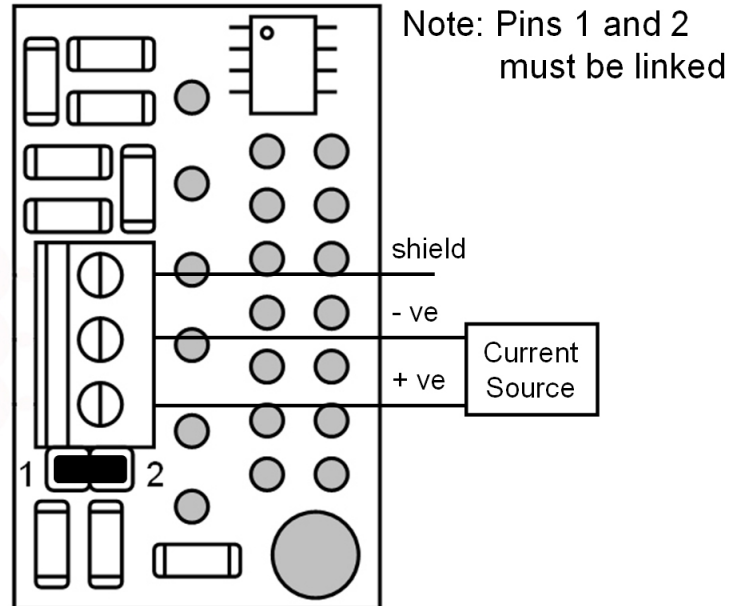 Note: Pins 1 and 2
must be linked
shield
- ve
+ ve
Current
Source
1 2